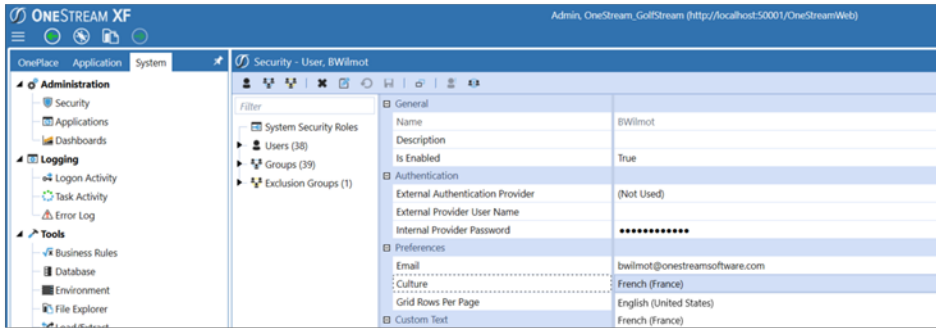 ONESTREAM XF
Admin, OneStream_GolfStream (http://localhost:50001/OneStreamWeb)
OnePlace Application System
Administration
Security
Applications
Dashboards
Logging
Logon Activity
Task Activity
Error Log
Tools
Business Rules
Database
Environment
File Explorer
Load/Extract
Security - User, BWilmot
Filter
System Security Roles
Users (38)
Groups (39)
Exclusion Groups (1)
General
Name BWilmot
Description
Is Enabled True
Authentication
External Authentication Provider (Not Used)
External Provider User Name
Internal Provider Password ••••••••••••
Preferences
Email bwilmot@onestreamsoftware.com
Culture French (France)
Grid Rows Per Page English (United States)
Custom Text French (France)